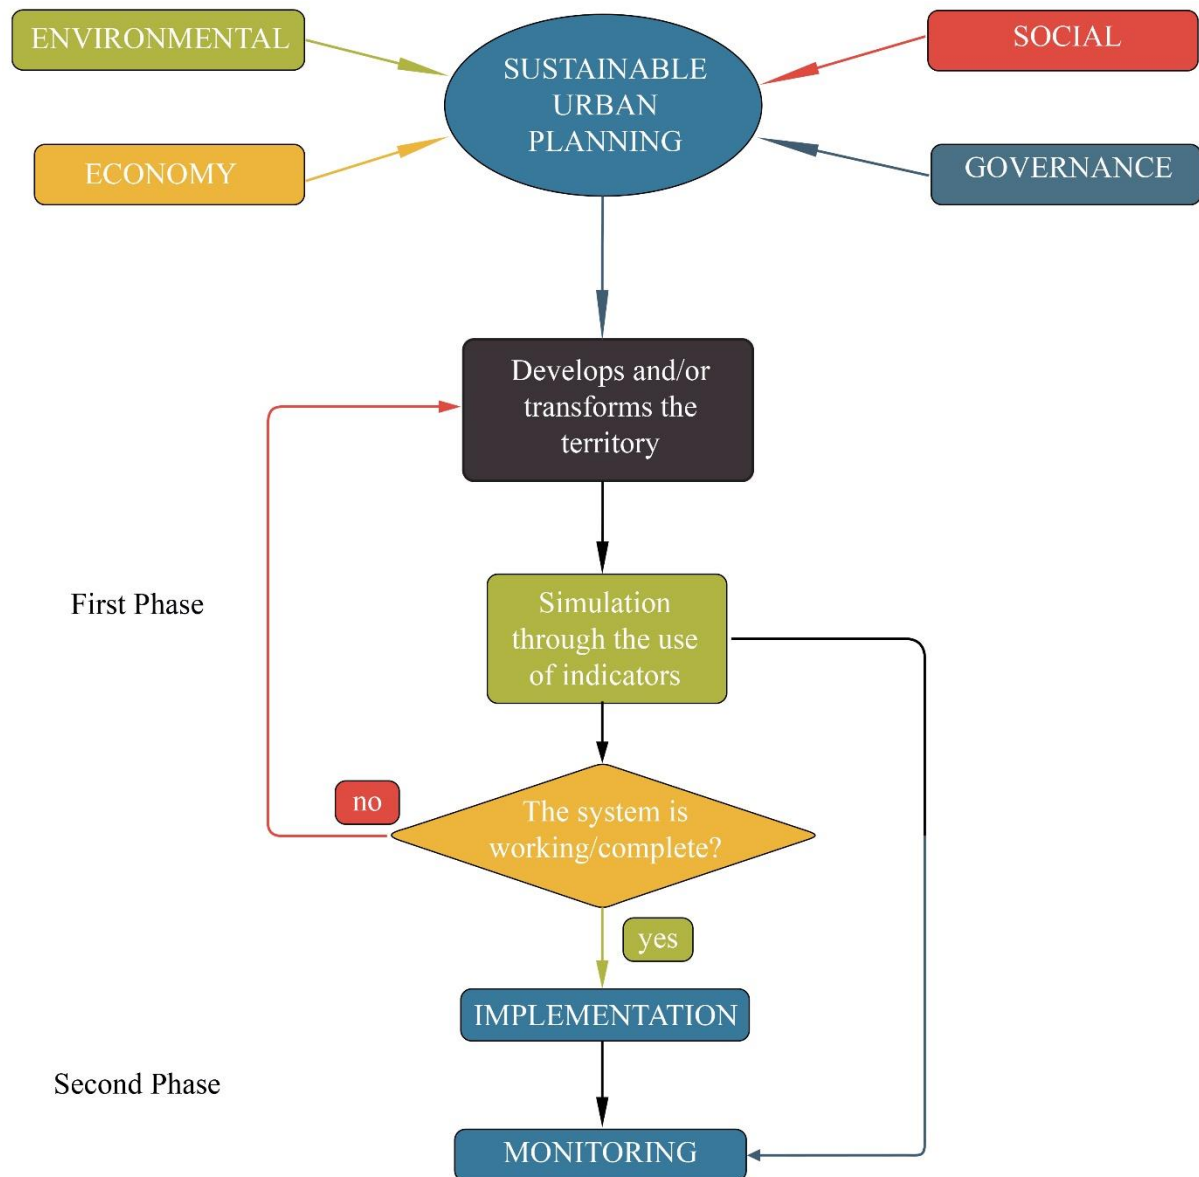 ENVIRONMENTAL
SUSTAINABLE
URBAN
PLANNING
SOCIAL
ECONOMY
GOVERNANCE
Develops and/or
transforms the
territory
First Phase
Simulation
through the use
of indicators
no
The system is
working/complete?
yes
IMPLEMENTATION
Second Phase
MONITORING